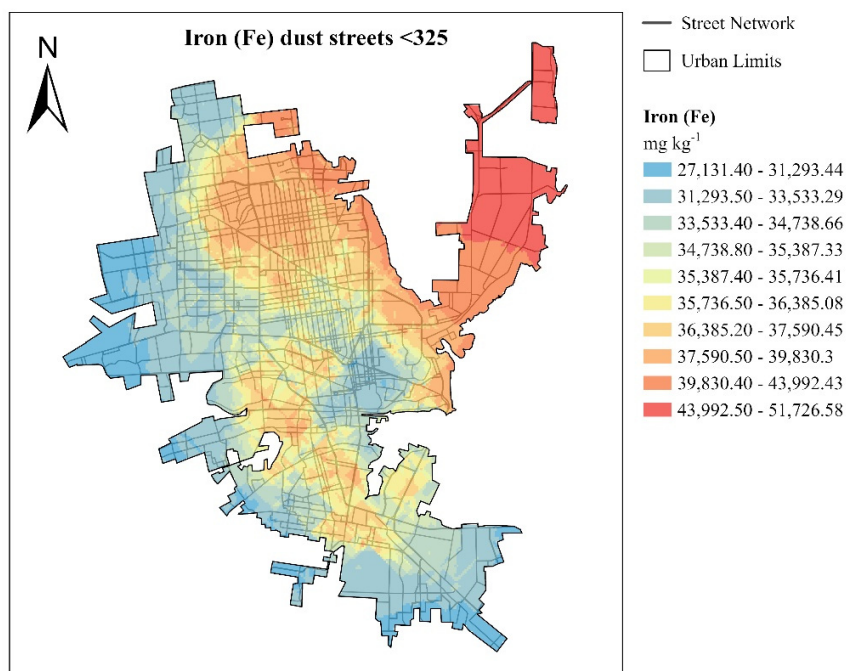 Iron (Fe) dust streets <325
N
Street Network
Urban Limits
Iron (Fe)
mg kg-1
27,131.40 - 31,293.44
31,293.50 - 33,533.29
33,533.40 - 34,738.66
34,738.80 - 35,387.33
35,387.40 - 35,736.41
35,736.50 - 36,385.08
36,385.20 - 37,590.45
37,590.50 - 39,830.3
39,830.40 - 43,992.43
43,992.50 - 51,726.58